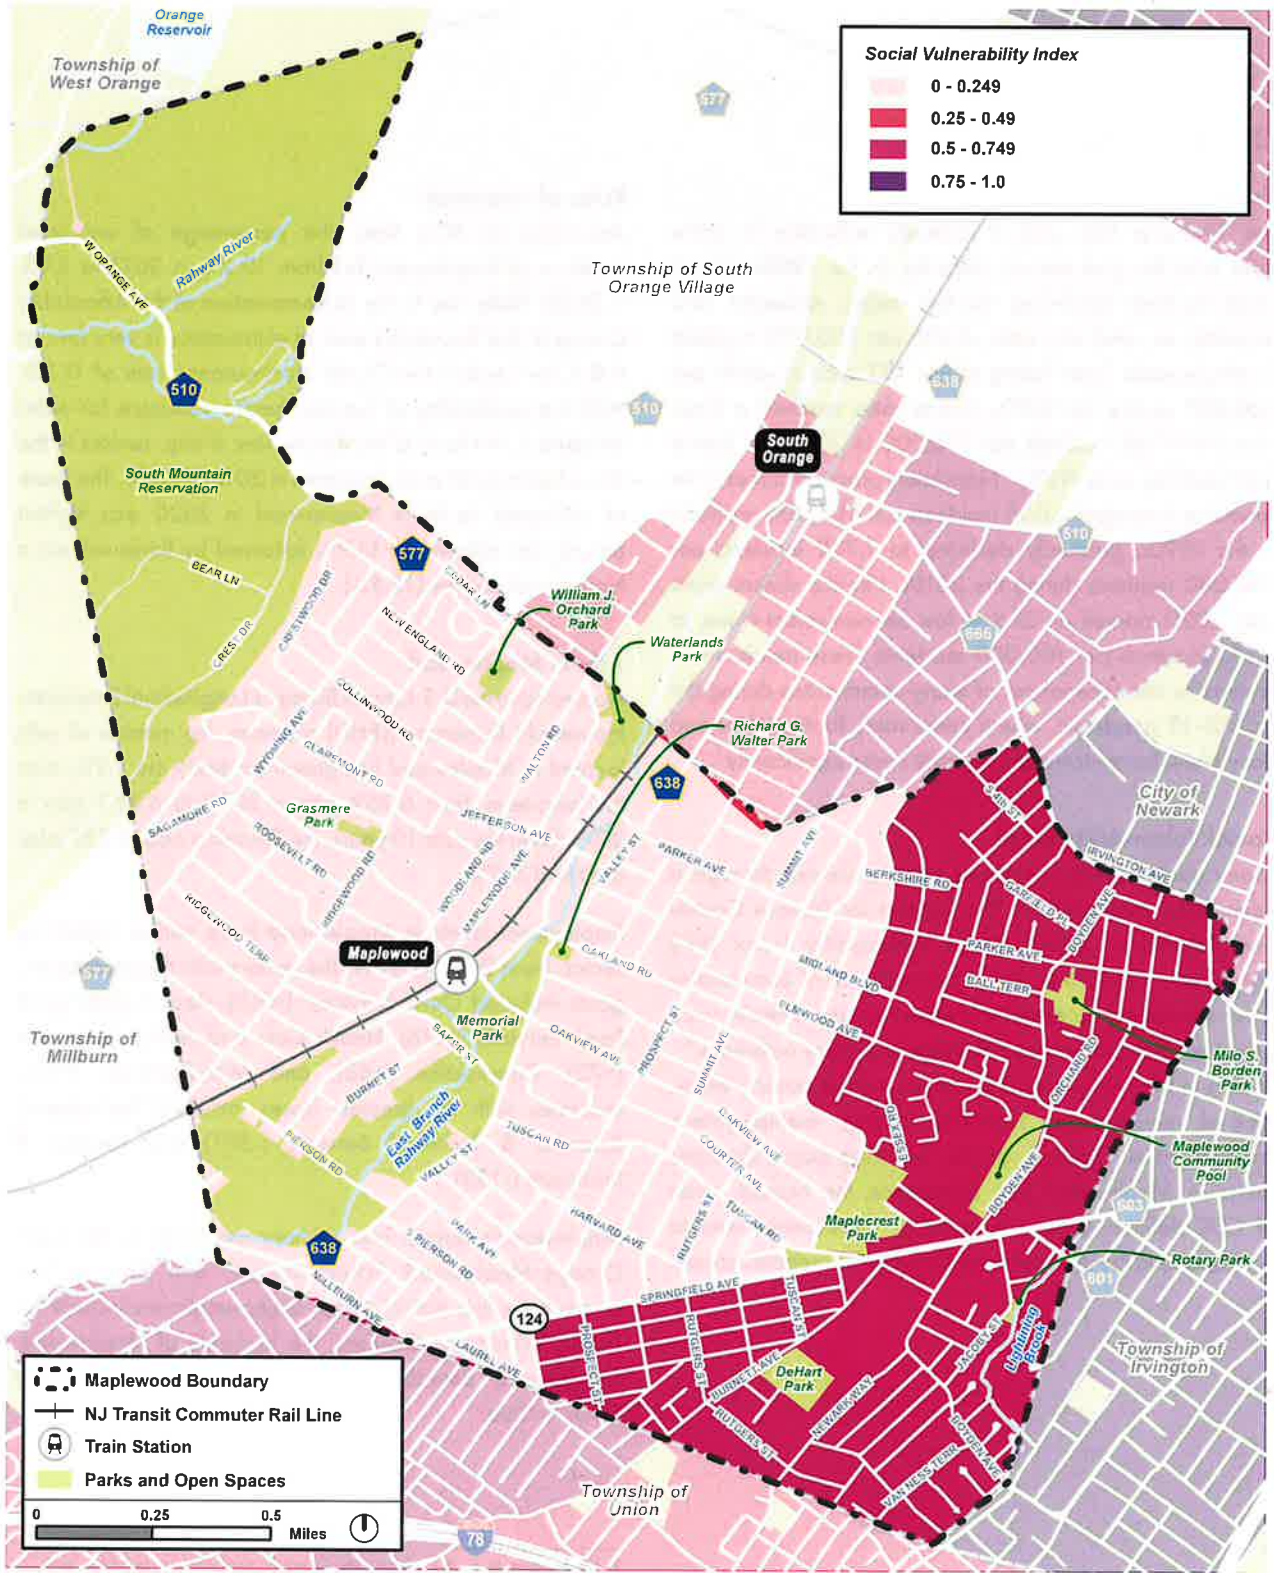 Orange
Reservoir
Township of
West Orange
Social Vulnerability Index
0 - 0.249
0.25 - 0.49
0.5 - 0.749
0.75 - 1.0
577
W ORANGE AVE
Rahway River
Township of South
Orange Village
510
638
510
South
Orange
South Mountain
Reservation
577
510
BEAR LN
CREST DR
CRESTWOOD DR
CEDAR LN
NEW ENGLAND RD
William J.
Orchard
Park
Waterlands
Park
666
COLLINWOOD RD
WYOMING AVE
CLAREMONT RD
WALTON RD
Richard G.
Walter Park
638
City of
Newark
SAGAMORE RD
Grasmere
Park
ROOSEVELT RD
RIDGEWOOD RD
JEFFERSON AVE
WOODLAND RD
MAPLEWOOD AVE
VALLEY ST
PARKER AVE
SUMMIT AVE
S 4th ST
IRVINGTON AVE
BERKSHIRE RD
GARFIELD PL
BOYDEN AVE
PARKER AVE
BALL TERR
RIDGEWOOD TERR
Maplewood
OAKLAND RD
MIDLAND BLVD
ELMWOOD AVE
577
Township of
Millburn
Memorial
Park
BAKER ST
OAKVIEW AVE
PROSPECT ST
SUMMIT AVE
ORCHARD RD
Milo S.
Borden
Park
BURNET ST
East Branch
Rahway River
PIERSON RD
VALLEY ST
TUSCAN RD
OAKVIEW AVE
COURTER AVE
ESSEX RD
Maplewood
Community
Pool
BOYDEN AVE
603
HARVARD AVE
RUTGERS ST
TUSCAN RD
Maplecrest
Park
PARK AVE
S PIERSON RD
638
Rotary Park
601
MILLBURN AVE
SPRINGFIELD AVE
TUSCAN ST
124
PROSPECT ST
RUTGERS ST
JACOBY ST
Lightning
Brook
Township of
Irvington
LAUREL AVE
BURNETT AVE
DeHart
Park
NEWARK WAY
RUTGERS ST
BOYDEN AVE
VAN NESS TERR
Maplewood Boundary
NJ Transit Commuter Rail Line
Train Station
Parks and Open Spaces
0 0.25 0.5
Miles
Township of
Union
78